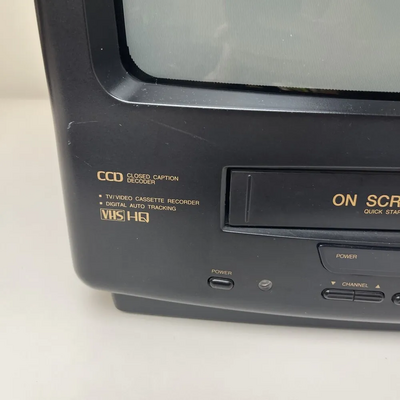 CCD CLOSED CAPTION
DECODER
• TV/VIDEO CASSETTE RECORDER
• DIGITAL AUTO TRACKING
VHS HQ
ON SCR
QUICK STAR
POWER
POWER
▼ CHANNEL ▲